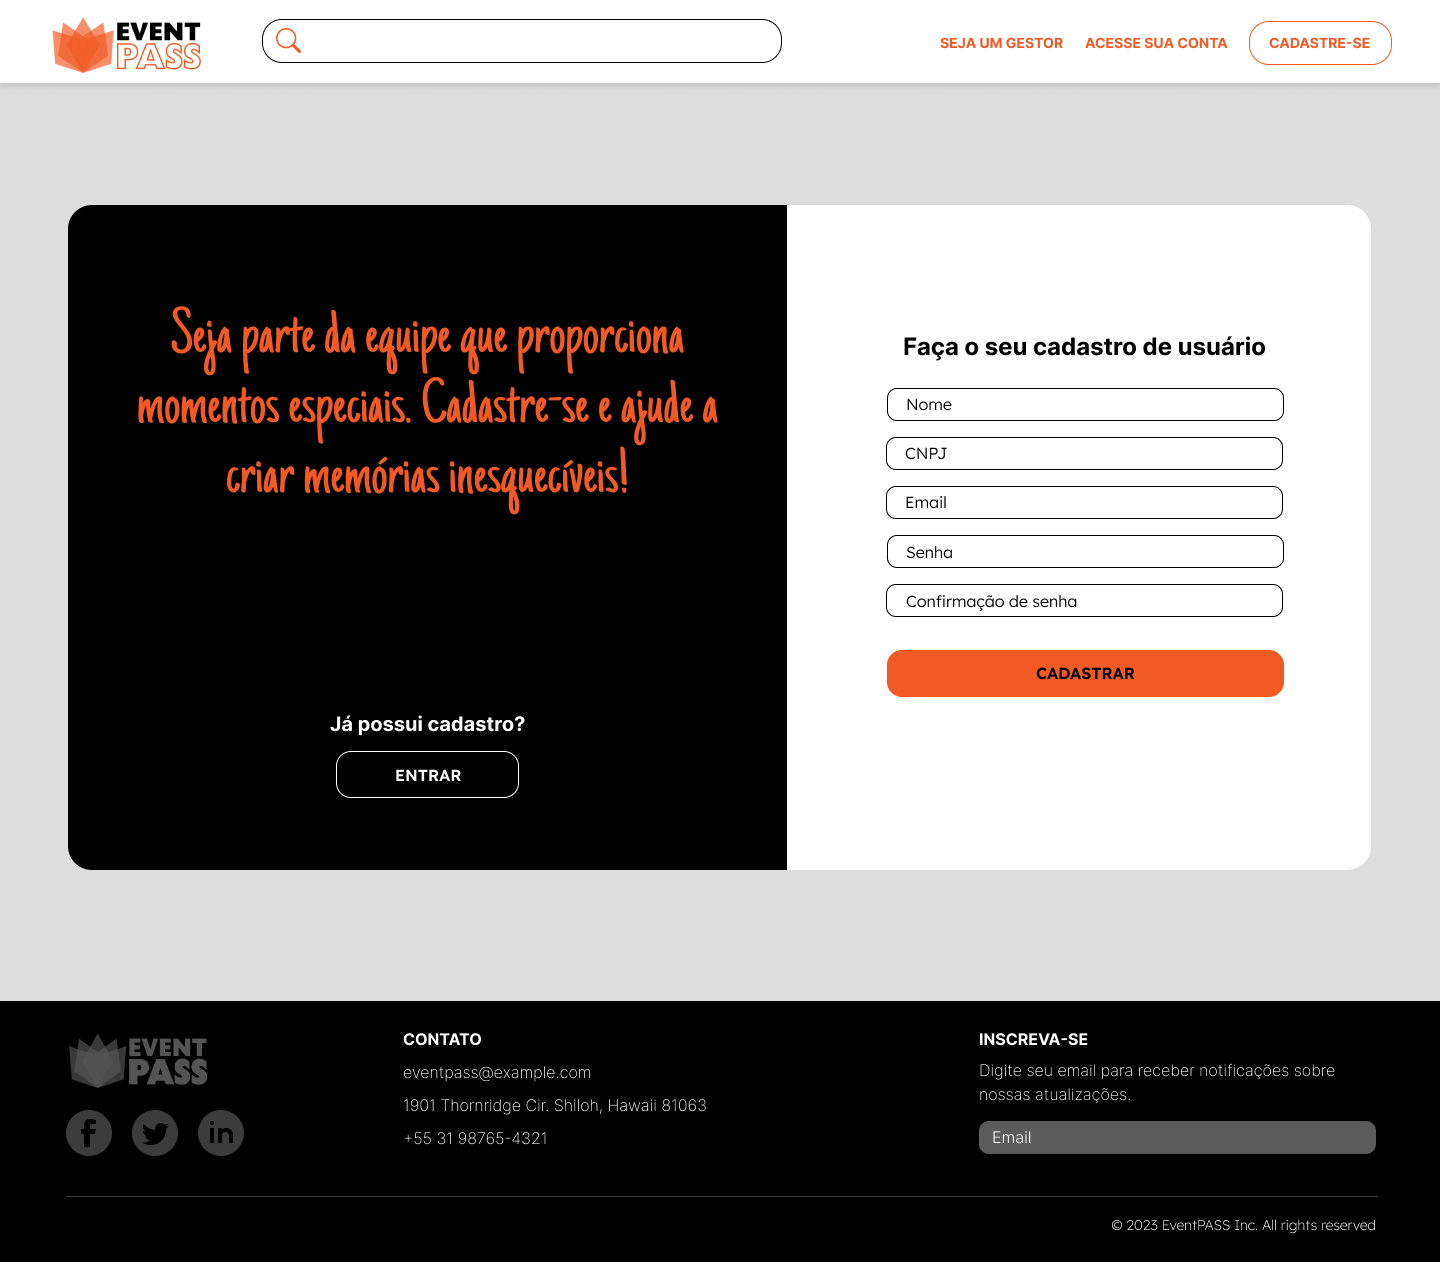 EVENT
PASS
SEJA UM GESTOR
ACESSE SUA CONTA
CADASTRE-SE
Seja parte da equipe que proporciona
momentos especiais. Cadastre-se e ajude a
criar memórias inesquecíveis!
Já possui cadastro?
ENTRAR
Faça o seu cadastro de usuário
Nome
CNPJ
Email
Senha
Confirmação de senha
CADASTRAR
EVENT
PASS
CONTATO
eventpass@example.com
1901 Thornridge Cir. Shiloh, Hawaii 81063
+55 31 98765-4321
INSCREVA-SE
Digite seu email para receber notificações sobre
nossas atualizações.
Email
© 2023 EventPASS Inc. All rights reserved